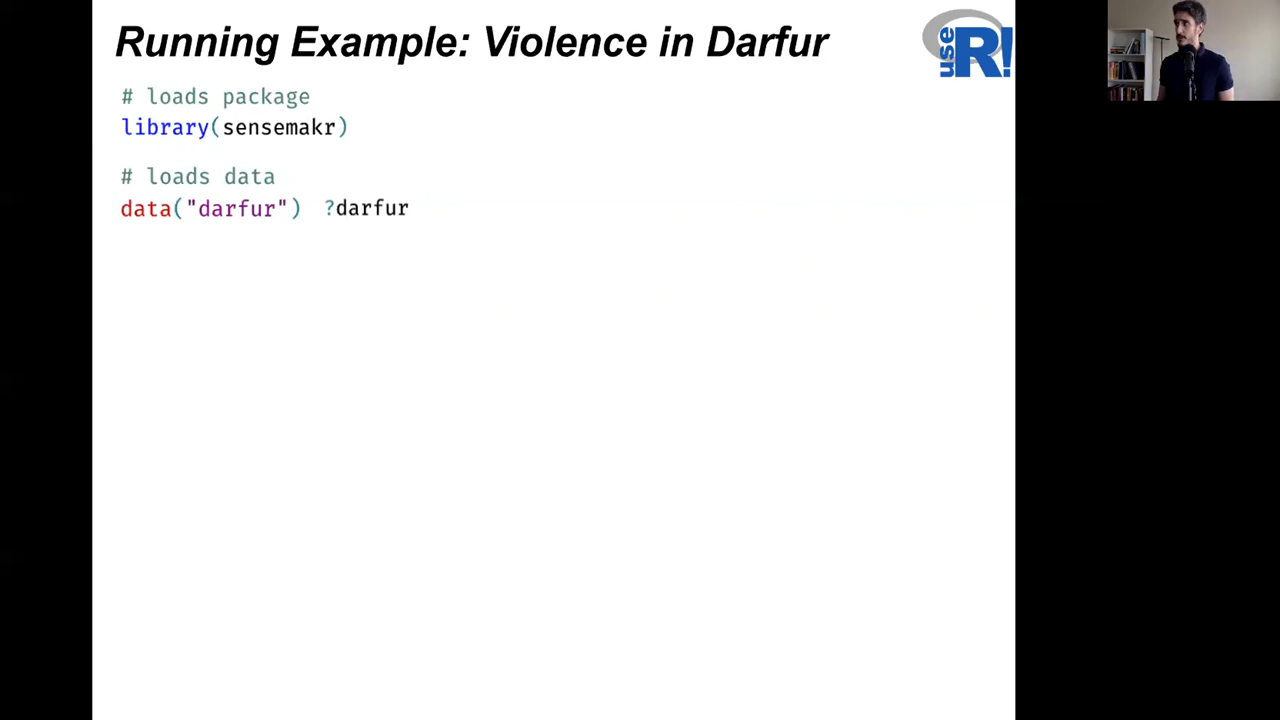 Running Example: Violence in Darfur
useR!
# loads package
library(sensemakr)
# loads data
data("darfur") ?darfur